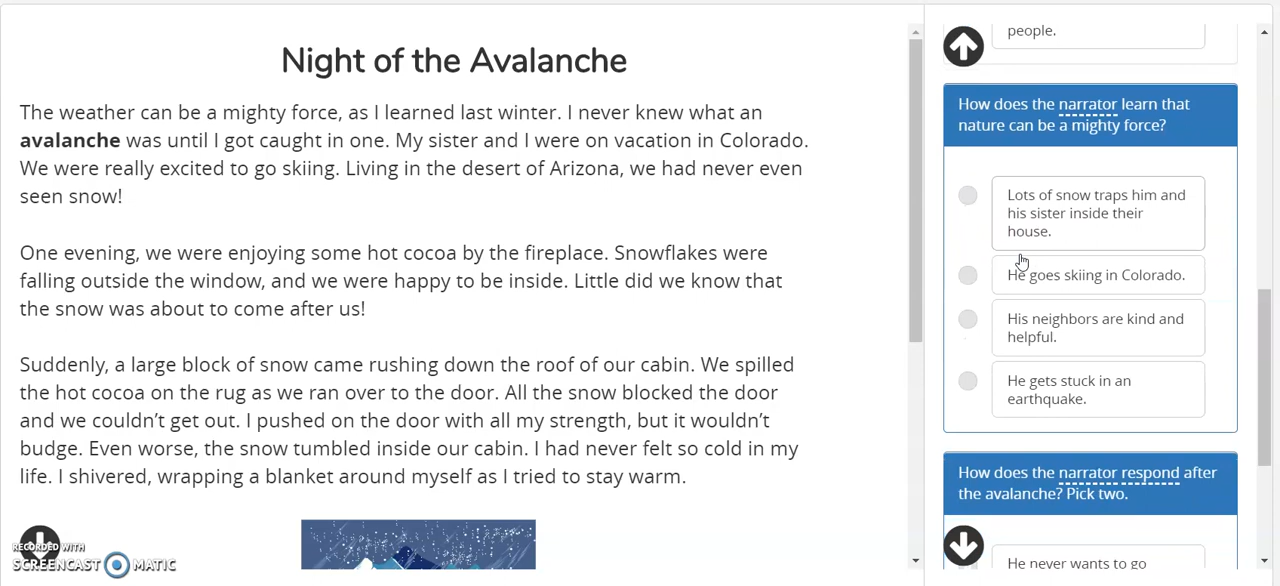 Night of the Avalanche
The weather can be a mighty force, as I learned last winter. I never knew what an
avalanche was until I got caught in one. My sister and I were on vacation in Colorado.
We were really excited to go skiing. Living in the desert of Arizona, we had never even
seen snow!
One evening, we were enjoying some hot cocoa by the fireplace. Snowflakes were
falling outside the window, and we were happy to be inside. Little did we know that
the snow was about to come after us!
Suddenly, a large block of snow came rushing down the roof of our cabin. We spilled
the hot cocoa on the rug as we ran over to the door. All the snow blocked the door
and we couldn’t get out. I pushed on the door with all my strength, but it wouldn’t
budge. Even worse, the snow tumbled inside our cabin. I had never felt so cold in my
life. I shivered, wrapping a blanket around myself as I tried to stay warm.
RECORDED WITH
SCREENCAST MATIC
people.
How does the narrator learn that
nature can be a mighty force?
Lots of snow traps him and
his sister inside their
house.
He goes skiing in Colorado.
His neighbors are kind and
helpful.
He gets stuck in an
earthquake.
How does the narrator respond after
the avalanche? Pick two.
He never wants to go